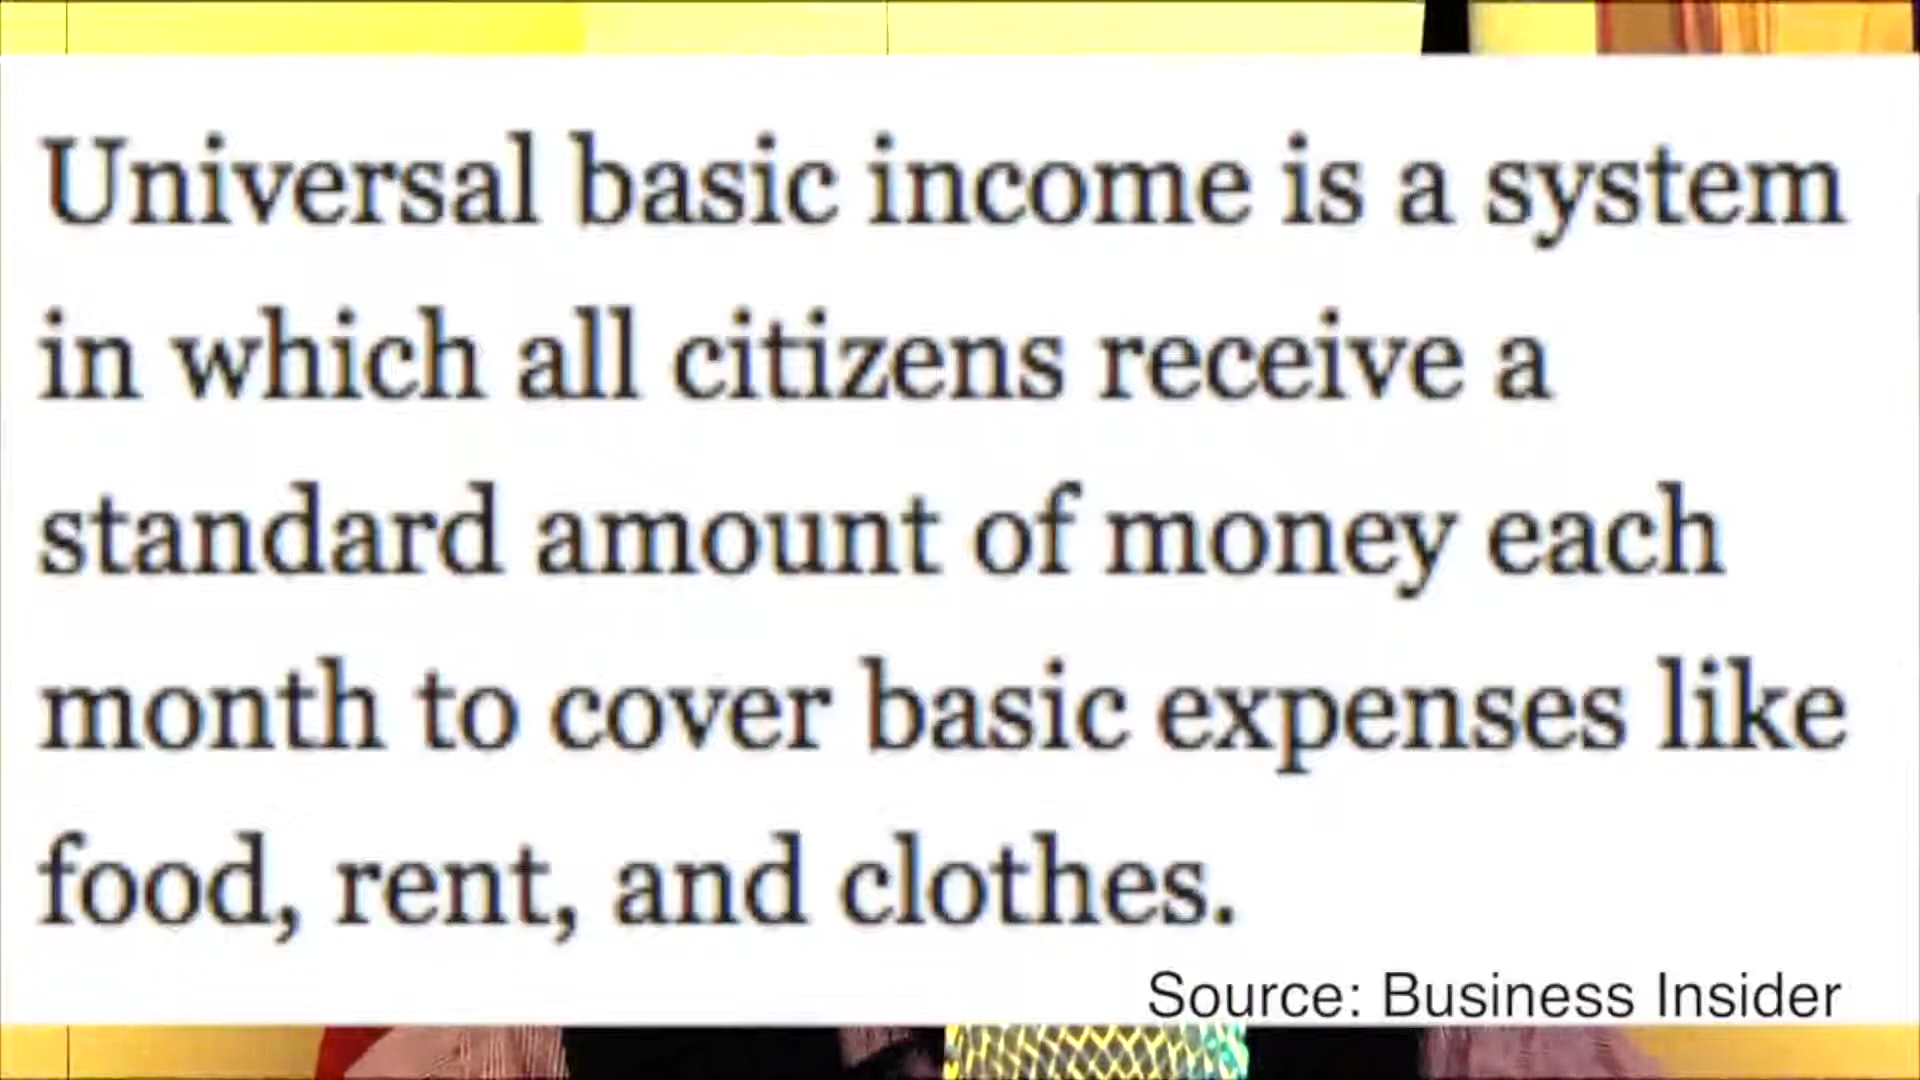 Universal basic income is a system
in which all citizens receive a
standard amount of money each
month to cover basic expenses like
food, rent, and clothes.
Source: Business Insider